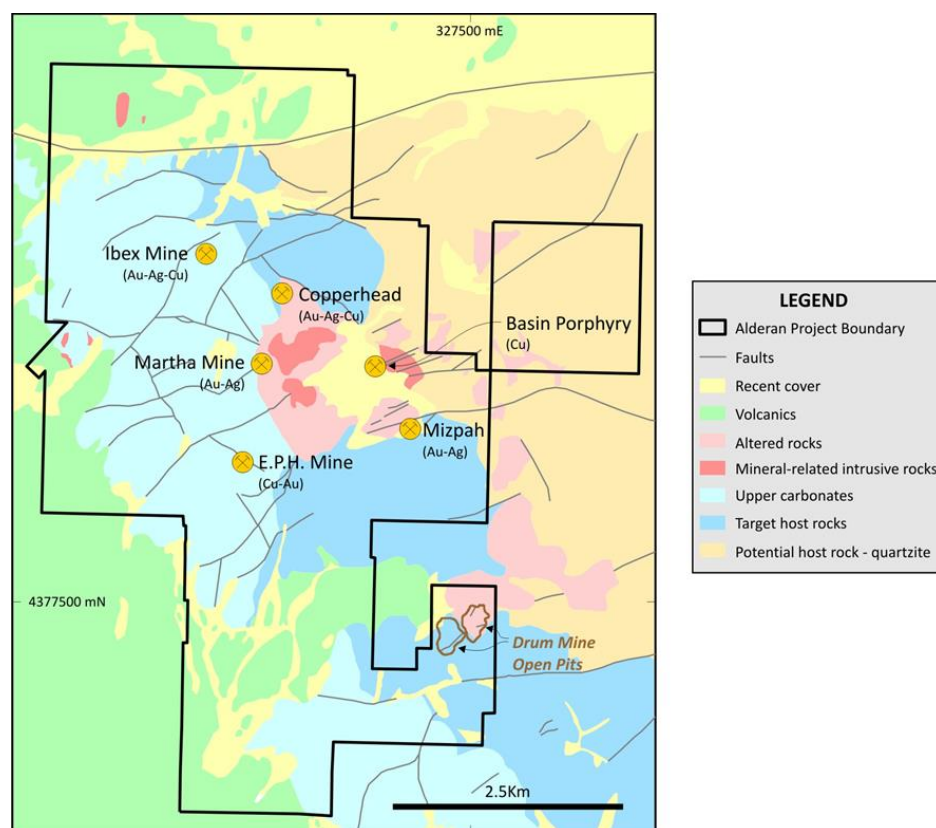 327500 mE
Ibex Mine
(Au-Ag-Cu)
Copperhead
(Au-Ag-Cu)
Basin Porphyry
(Cu)
Martha Mine
(Au-Ag)
Mizpah
(Au-Ag)
E.P.H. Mine
(Cu-Au)
4377500 mN
Drum Mine
Open Pits
2.5Km
LEGEND
Alderan Project Boundary
Faults
Recent cover
Volcanics
Altered rocks
Mineral-related intrusive rocks
Upper carbonates
Target host rocks
Potential host rock - quartzite